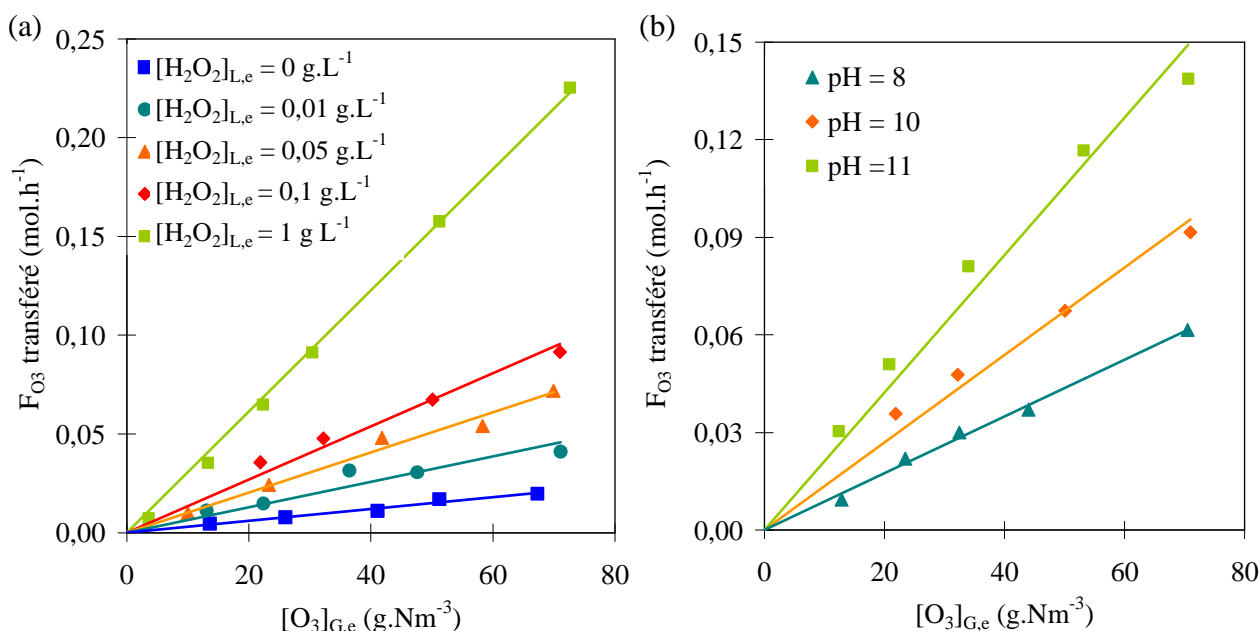 (a)
0,25
0,20
0,15
0,10
0,05
0,00
F_O3 transféré (mol.h⁻¹)
[H₂O₂]L,e = 0 g.L⁻¹
[H₂O₂]L,e = 0,01 g.L⁻¹
[H₂O₂]L,e = 0,05 g.L⁻¹
[H₂O₂]L,e = 0,1 g.L⁻¹
[H₂O₂]L,e = 1 g L⁻¹
0 20 40 60 80
[O₃]G,e (g.Nm⁻³)
(b)
0,15
0,12
0,09
0,06
0,03
0,00
F_O3 transféré (mol.h⁻¹)
pH = 8
pH = 10
pH =11
0 20 40 60 80
[O₃]G,e (g.Nm⁻³)